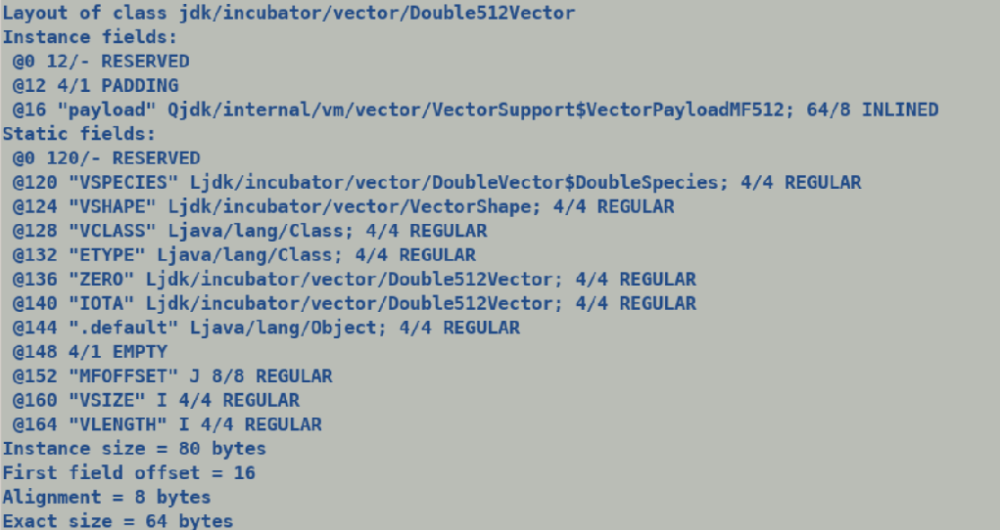 Layout of class jdk/incubator/vector/Double512Vector
Instance fields:
@0 12/- RESERVED
@12 4/1 PADDING
@16 "payload" Qjdk/internal/vm/vector/VectorSupport$VectorPayloadMF512; 64/8 INLINED
Static fields:
@0 120/- RESERVED
@120 "VSPECIES" Ljdk/incubator/vector/DoubleVector$DoubleSpecies; 4/4 REGULAR
@124 "VSHAPE" Ljdk/incubator/vector/VectorShape; 4/4 REGULAR
@128 "VCLASS" Ljava/lang/Class; 4/4 REGULAR
@132 "ETYPE" Ljava/lang/Class; 4/4 REGULAR
@136 "ZERO" Ljdk/incubator/vector/Double512Vector; 4/4 REGULAR
@140 "IOTA" Ljdk/incubator/vector/Double512Vector; 4/4 REGULAR
@144 ".default" Ljava/lang/Object; 4/4 REGULAR
@148 4/1 EMPTY
@152 "MFOFFSET" J 8/8 REGULAR
@160 "VSIZE" I 4/4 REGULAR
@164 "VLENGTH" I 4/4 REGULAR
Instance size = 80 bytes
First field offset = 16
Alignment = 8 bytes
Exact size = 64 bytes